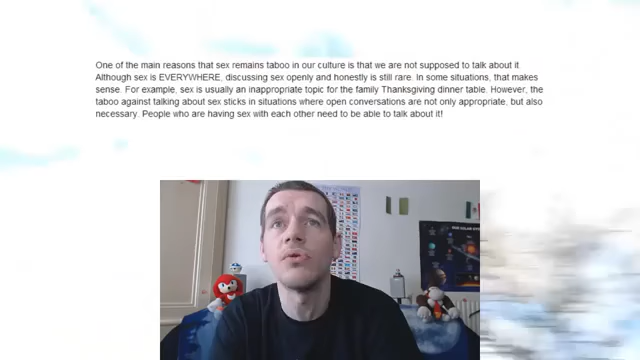 One of the main reasons that sex remains taboo in our culture is that we are not supposed to talk about it.
Although sex is EVERYWHERE, discussing sex openly and honestly is still rare. In some situations, that makes
sense. For example, sex is usually an inappropriate topic for the family Thanksgiving dinner table. However, the
taboo against talking about sex sticks in situations where open conversations are not only appropriate, but also
necessary. People who are having sex with each other need to be able to talk about it!